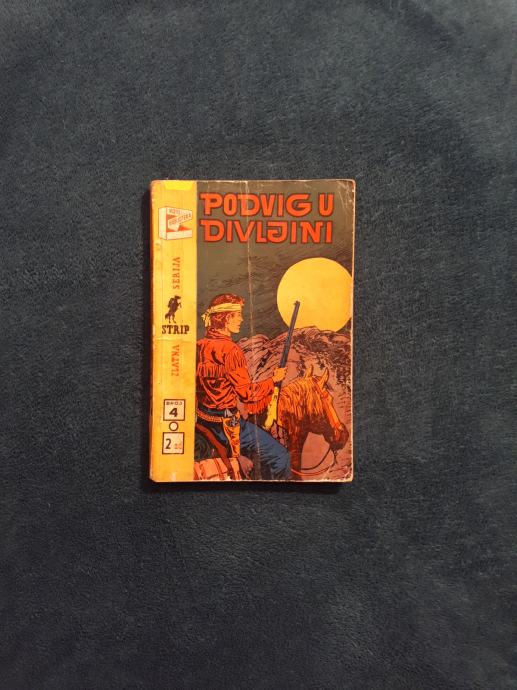 PODVIG U
DIVLJINI
ZLATNA STRIP SERIJA
BROJ
4
2